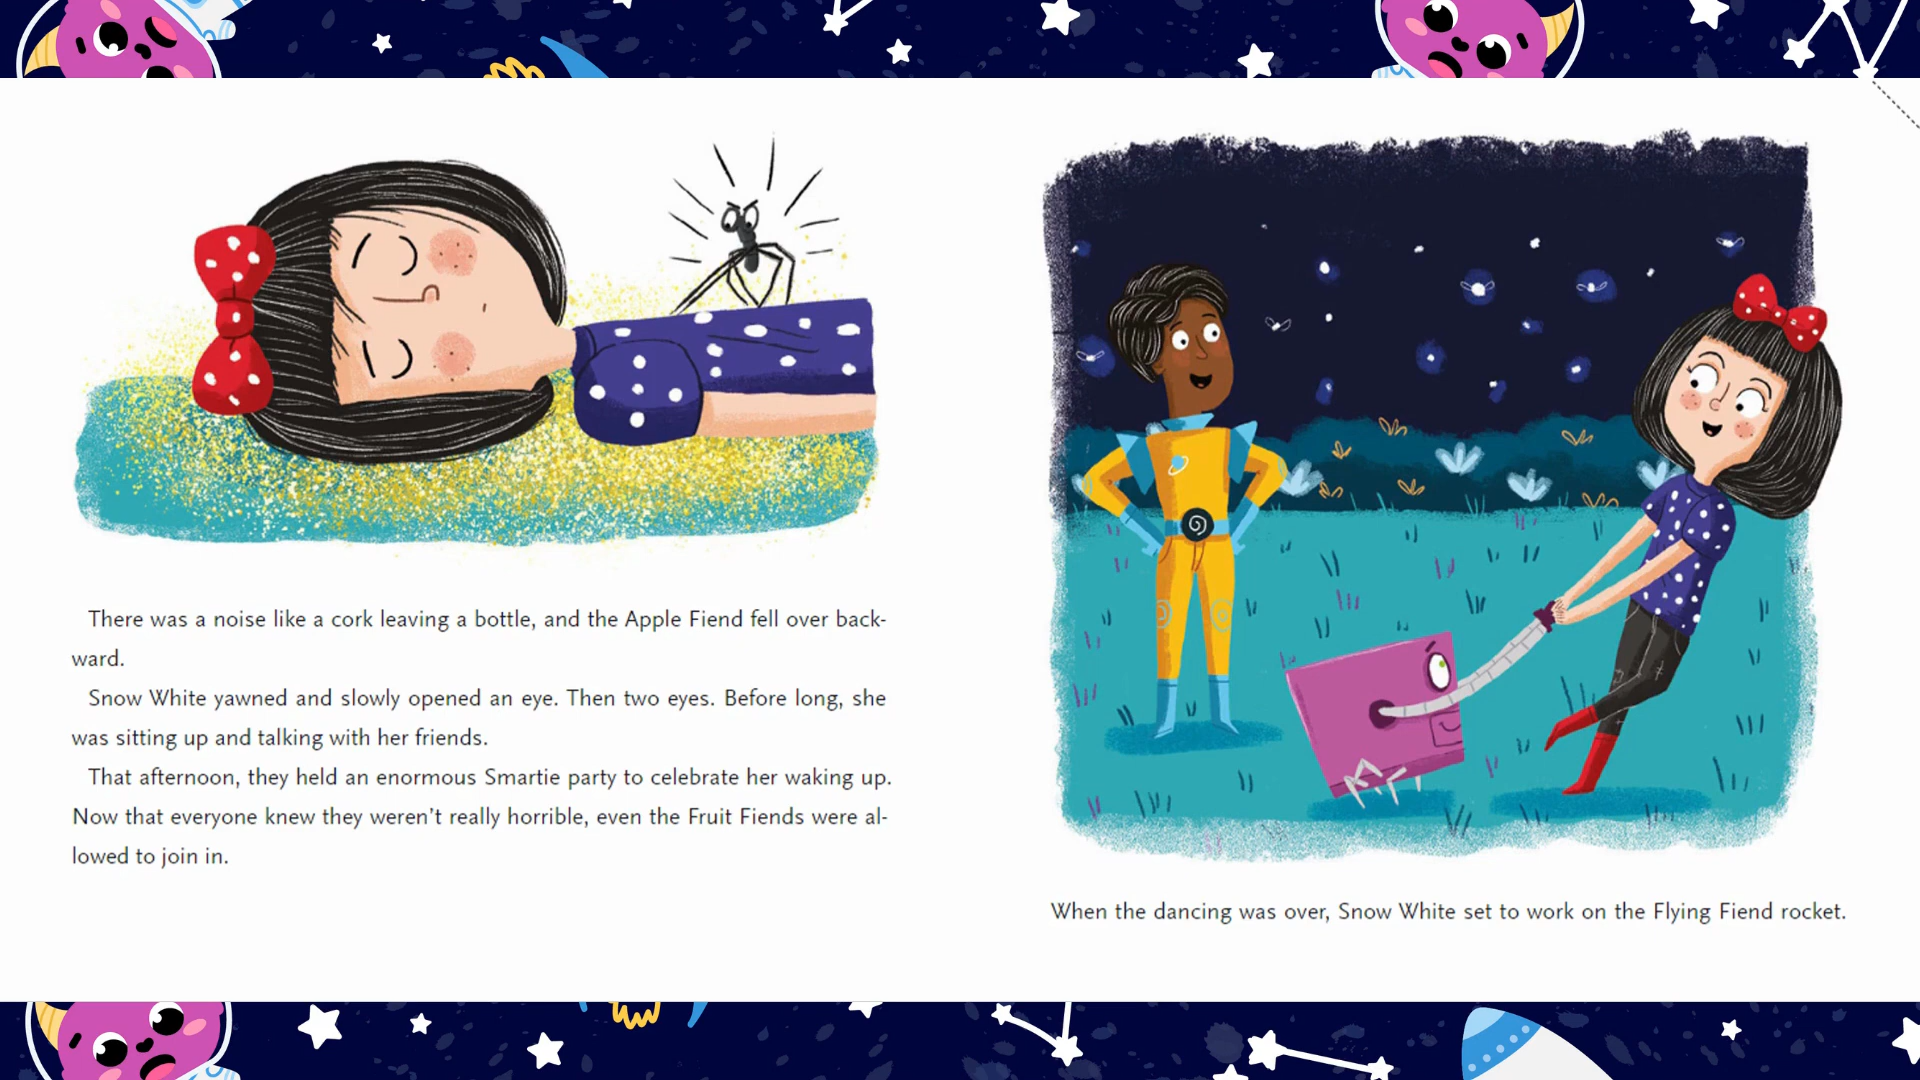 There was a noise like a cork leaving a bottle, and the Apple Fiend fell over back-
ward.
Snow White yawned and slowly opened an eye. Then two eyes. Before long, she
was sitting up and talking with her friends.
That afternoon, they held an enormous Smartie party to celebrate her waking up.
Now that everyone knew they weren’t really horrible, even the Fruit Fiends were al-
lowed to join in.
When the dancing was over, Snow White set to work on the Flying Fiend rocket.